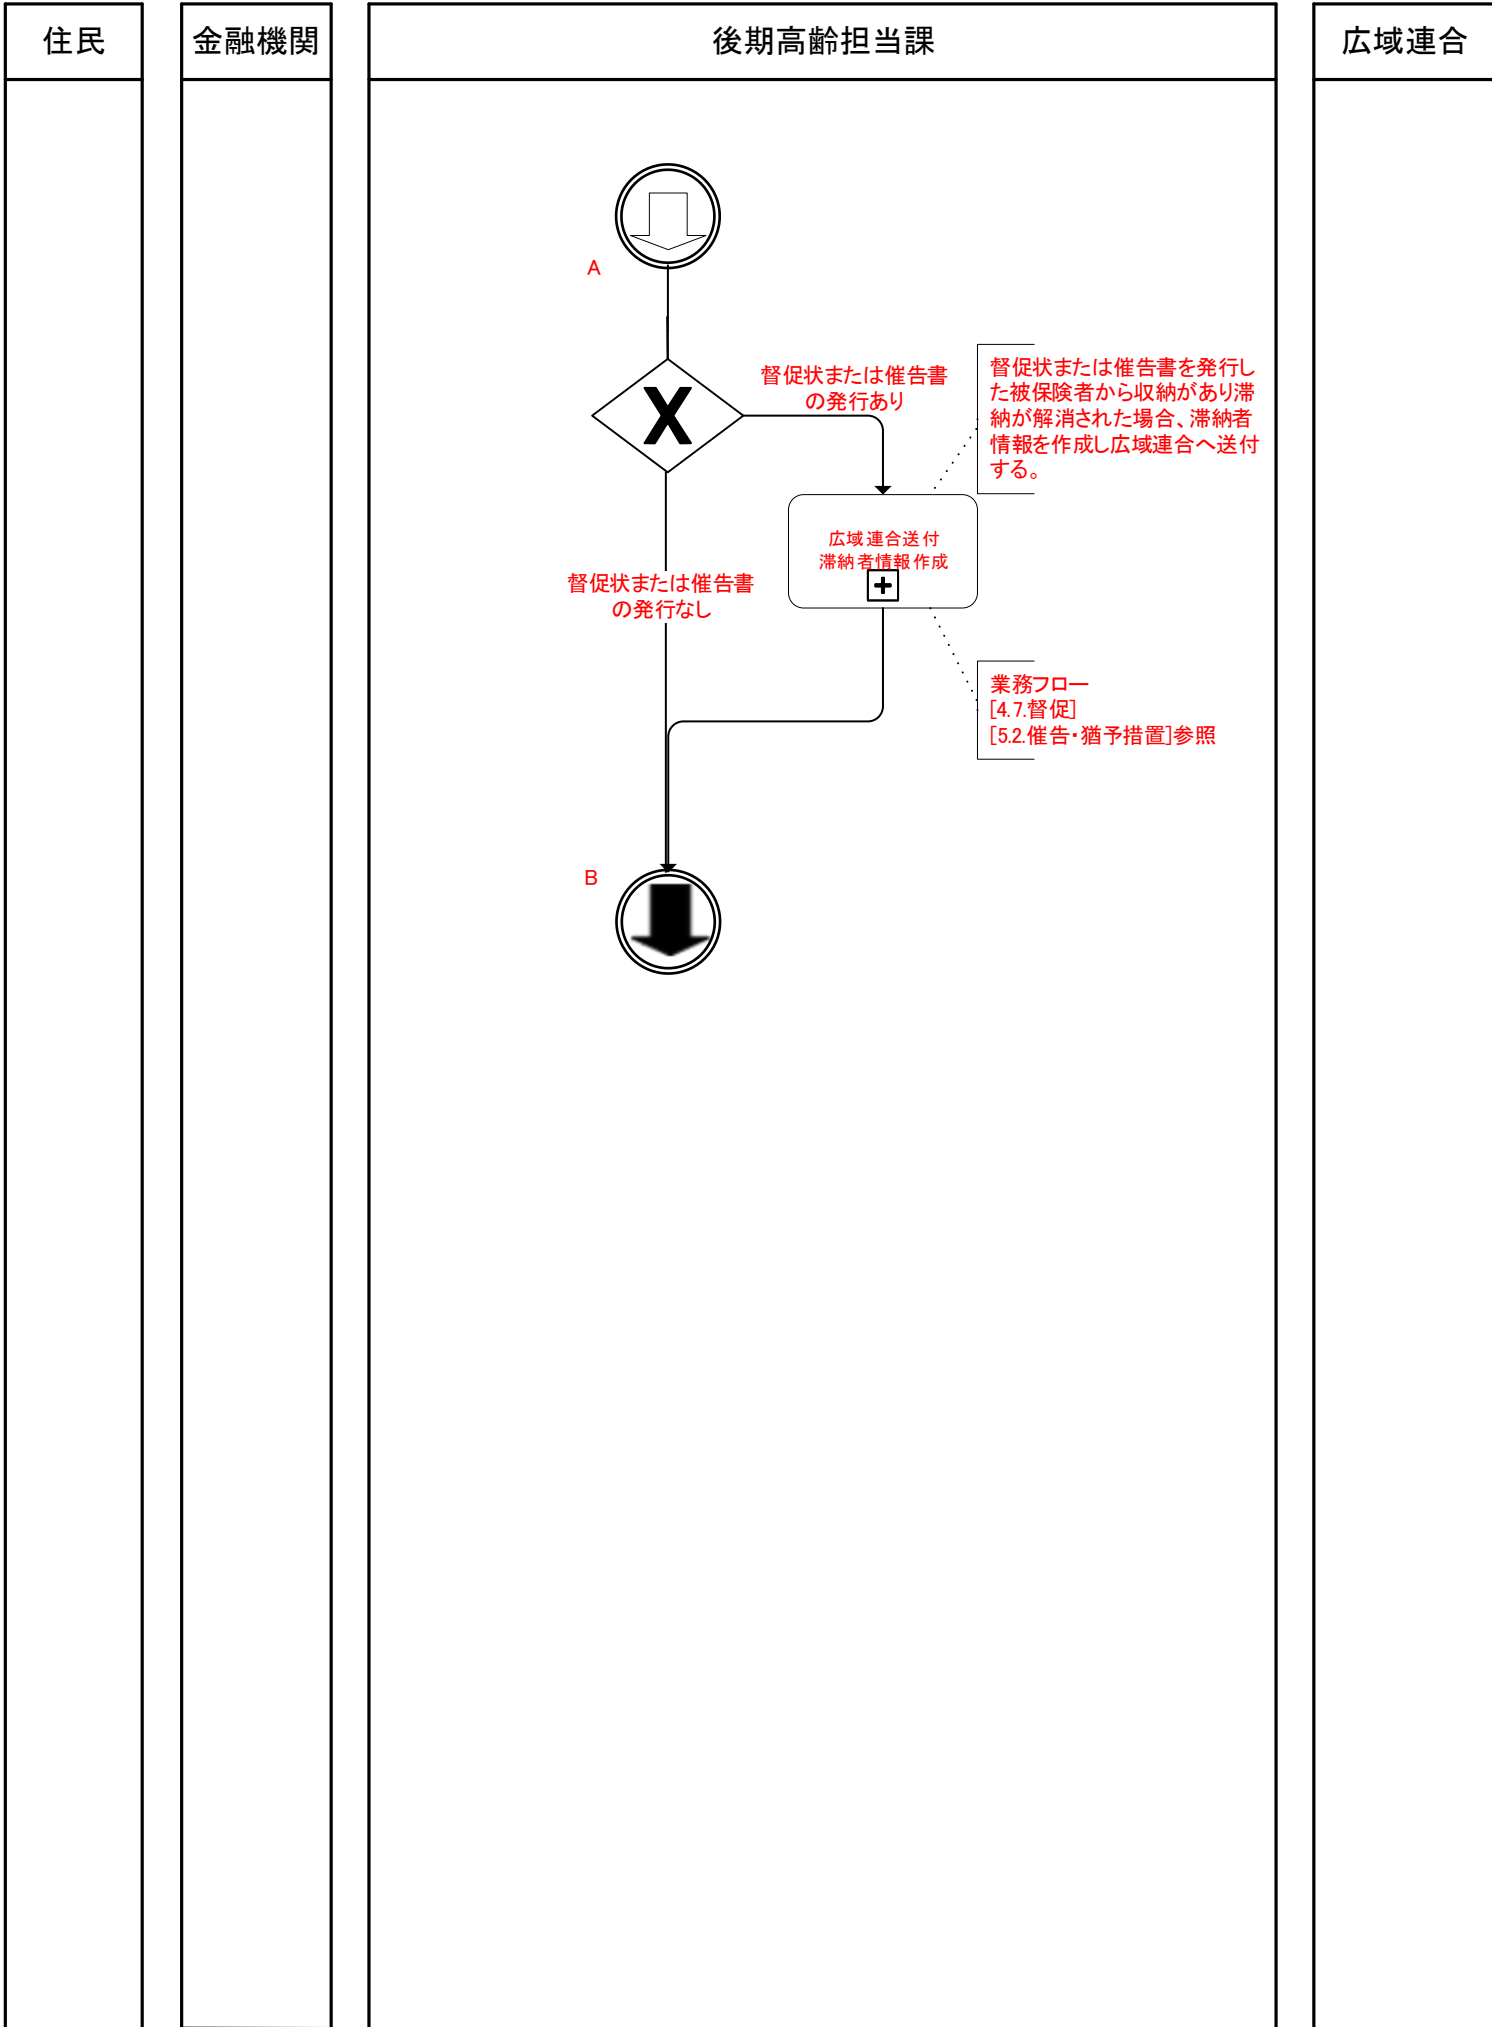 住民
金融機関
後期高齢担当課
広域連合
A
X
督促状または催告書
の発行あり
督促状または催告書を発行し
た被保険者から収納があり滞
納が解消された場合、滞納者
情報を作成し広域連合へ送付
する。
広域連合送付
滞納者情報作成
督促状または催告書
の発行なし
業務フロー
[4.7.督促]
[5.2.催告・猶予措置]参照
B